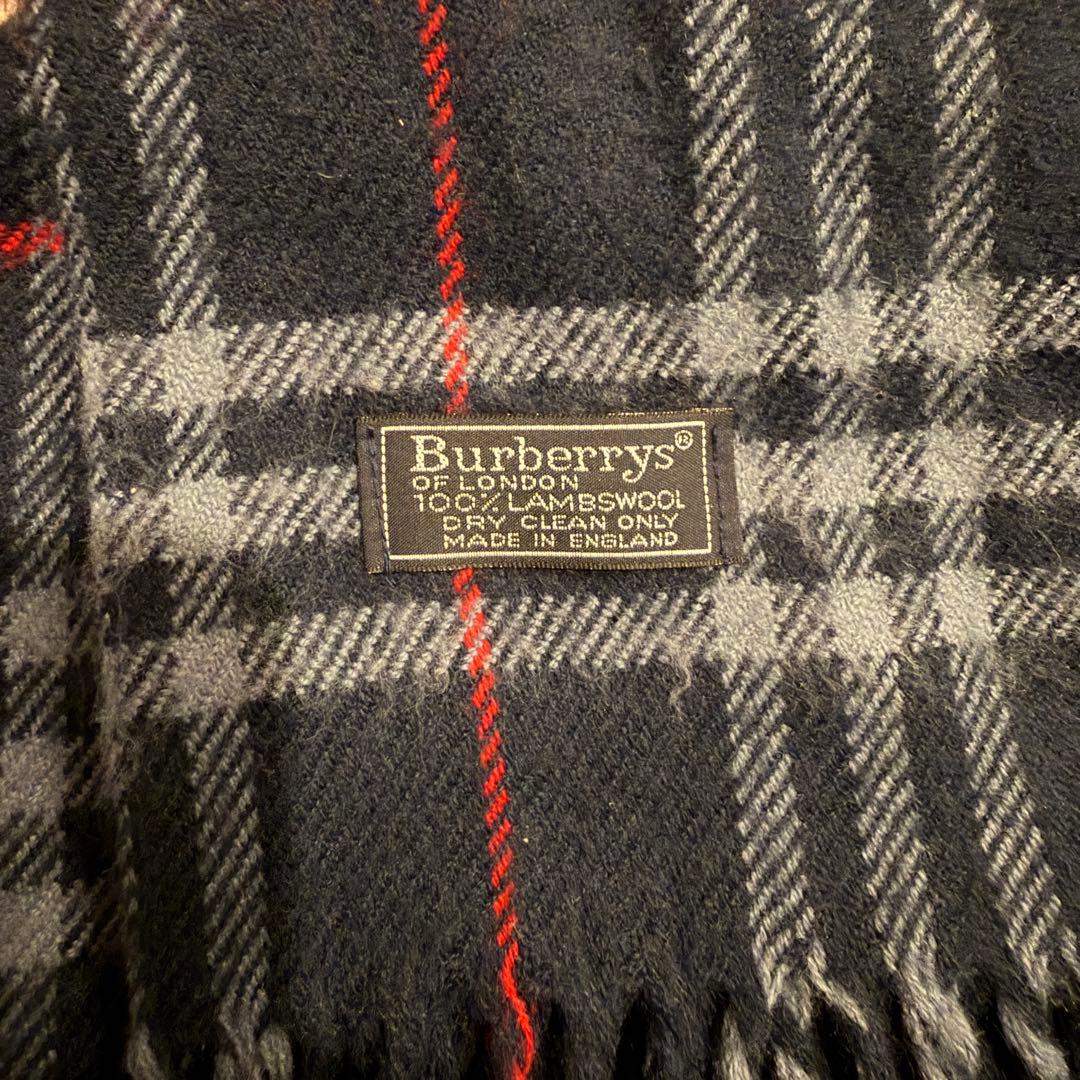 Burberrys®
OF LONDON
100% LAMBSWOOL
DRY CLEAN ONLY
MADE IN ENGLAND